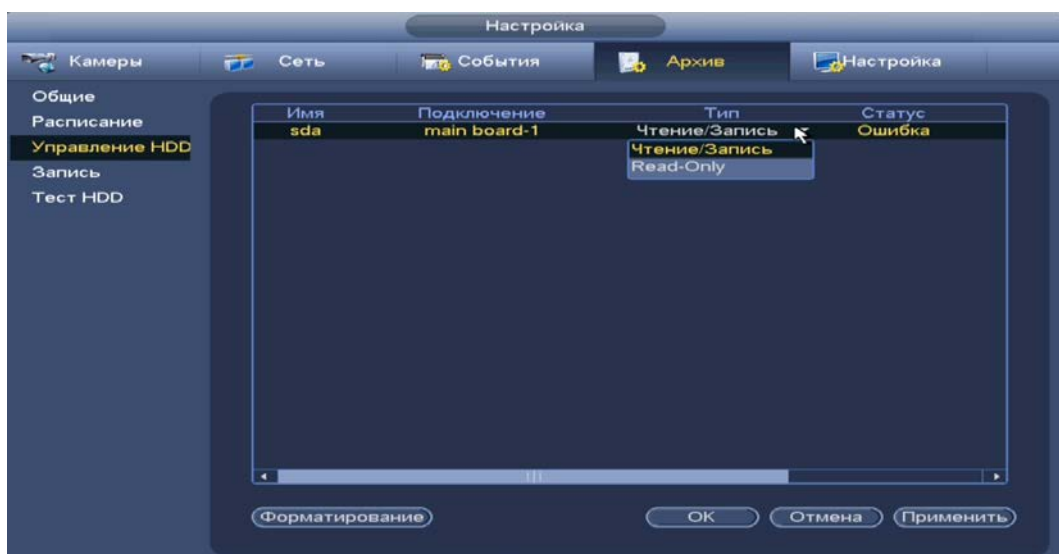 Настройка
Камеры Сеть События Архив Настройка
Общие
Расписание
Управление HDD
Запись
Тест HDD
Имя Подключение Тип Статус
sda main board-1 Чтение/Запись Ошибка
Чтение/Запись
Read-Only
Форматирование OK Отмена Применить